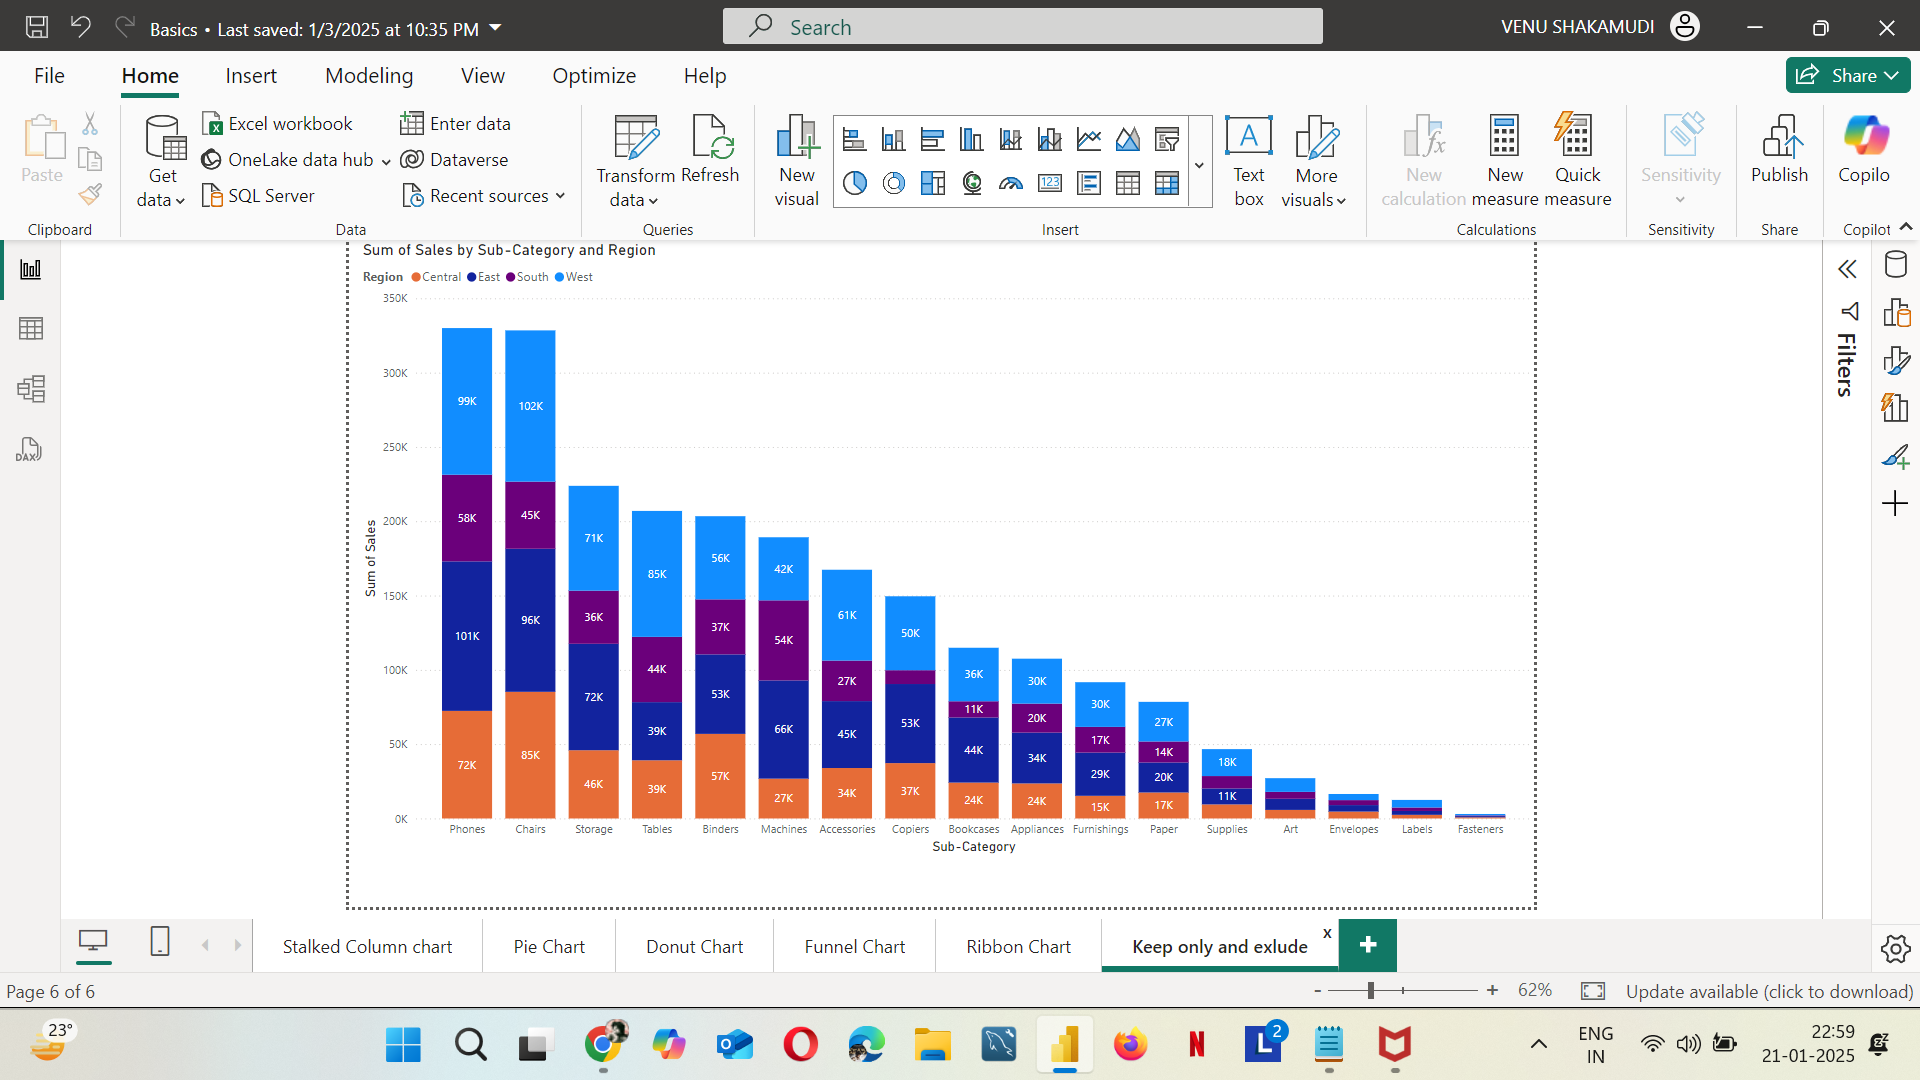 Basics • Last saved: 1/3/2025 at 10:35 PM
Search
VENU SHAKAMUDI
File Home Insert Modeling View Optimize Help
Share
Paste
Clipboard
Get data
Excel workbook
OneLake data hub
SQL Server
Enter data
Dataverse
Recent sources
Data
Transform data
Refresh
Queries
New visual
123
A
Text box
More visuals
Insert
New calculation
New measure
Quick measure
Calculations
Sensitivity
Sensitivity
Publish
Share
Copilo
Copilot
DAX
Sum of Sales by Sub-Category and Region
Region Central East South West
350K
300K
250K
200K
150K
100K
50K
0K
Sum of Sales
99K 58K 101K 72K
102K 45K 96K 85K
71K 36K 72K 46K
85K 44K 39K 39K
56K 37K 53K 57K
42K 54K 66K 27K
61K 27K 45K 34K
50K 53K 37K
36K 11K 44K 24K
30K 20K 34K 24K
30K 17K 29K 15K
27K 14K 20K 17K
18K 11K
Phones Chairs Storage Tables Binders Machines Accessories Copiers Bookcases Appliances Furnishings Paper Supplies Art Envelopes Labels Fasteners
Sub-Category
Filters
Stalked Column chart Pie Chart Donut Chart Funnel Chart Ribbon Chart Keep only and exlude x +
Page 6 of 6
- + 62%
Update available (click to download)
23°
N
L
2
ENG
IN
22:59
21-01-2025